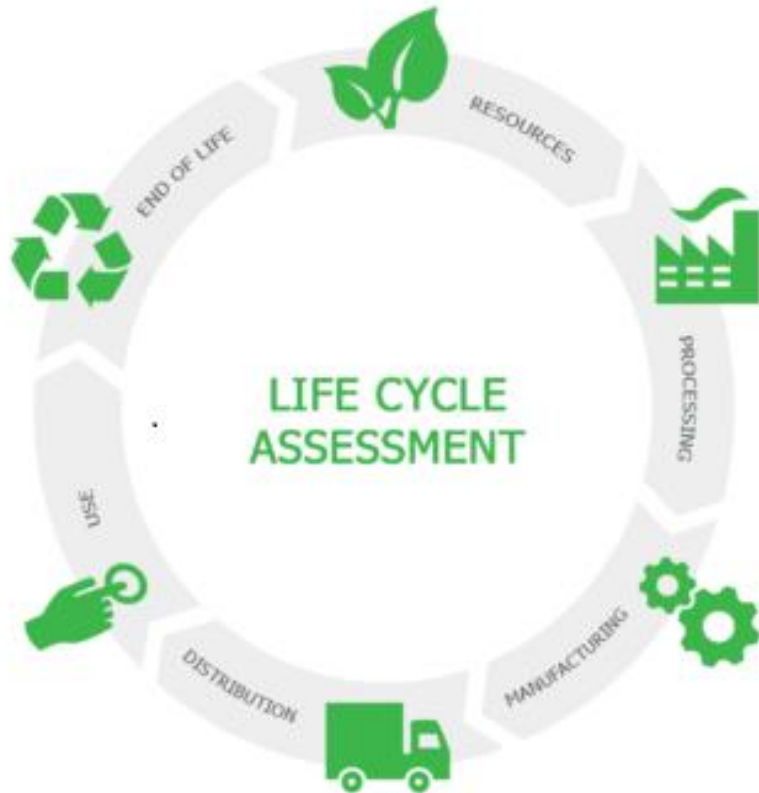 RESOURCES
PROCESSING
MANUFACTURING
DISTRIBUTION
USE
END OF LIFE
LIFE CYCLE
ASSESSMENT